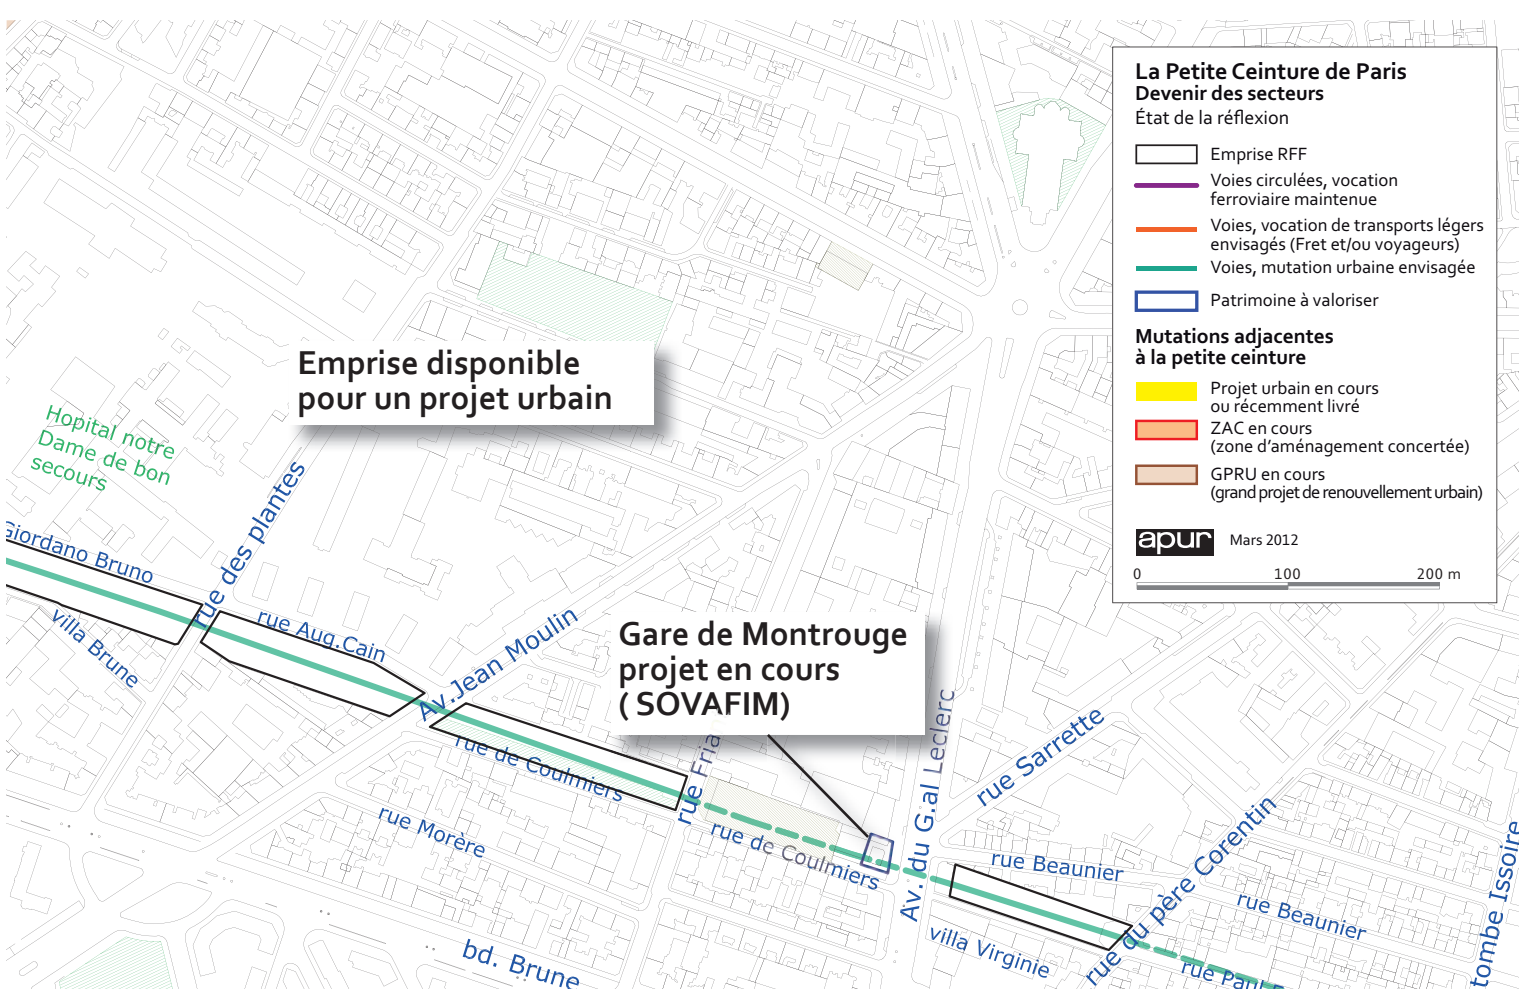 La Petite Ceinture de Paris
Devenir des secteurs
État de la réflexion
Emprise RFF
Voies circulées, vocation
ferroviaire maintenue
Voies, vocation de transports légers
envisagés (Fret et/ou voyageurs)
Voies, mutation urbaine envisagée
Patrimoine à valoriser
Mutations adjacentes
à la petite ceinture
Projet urbain en cours
ou récemment livré
ZAC en cours
(zone d'aménagement concertée)
GPRU en cours
(grand projet de renouvellement urbain)
apur
Mars 2012
0 100 200 m
Emprise disponible
pour un projet urbain
Hopital notre
Dame de bon
secours
Giordano Bruno
rue des plantes
villa Brune
rue Aug.Cain
Av.Jean Moulin
Gare de Montrouge
projet en cours
( SOVAFIM)
rue de Coulmiers
rue Morère
rue Fria
rue de Coulmiers
Av. du G.al Leclerc
rue Sarrette
rue Beaunier
rue du père Corentin
rue Beaunier
villa Virginie
bd. Brune
rue Paul
tombe Issoire